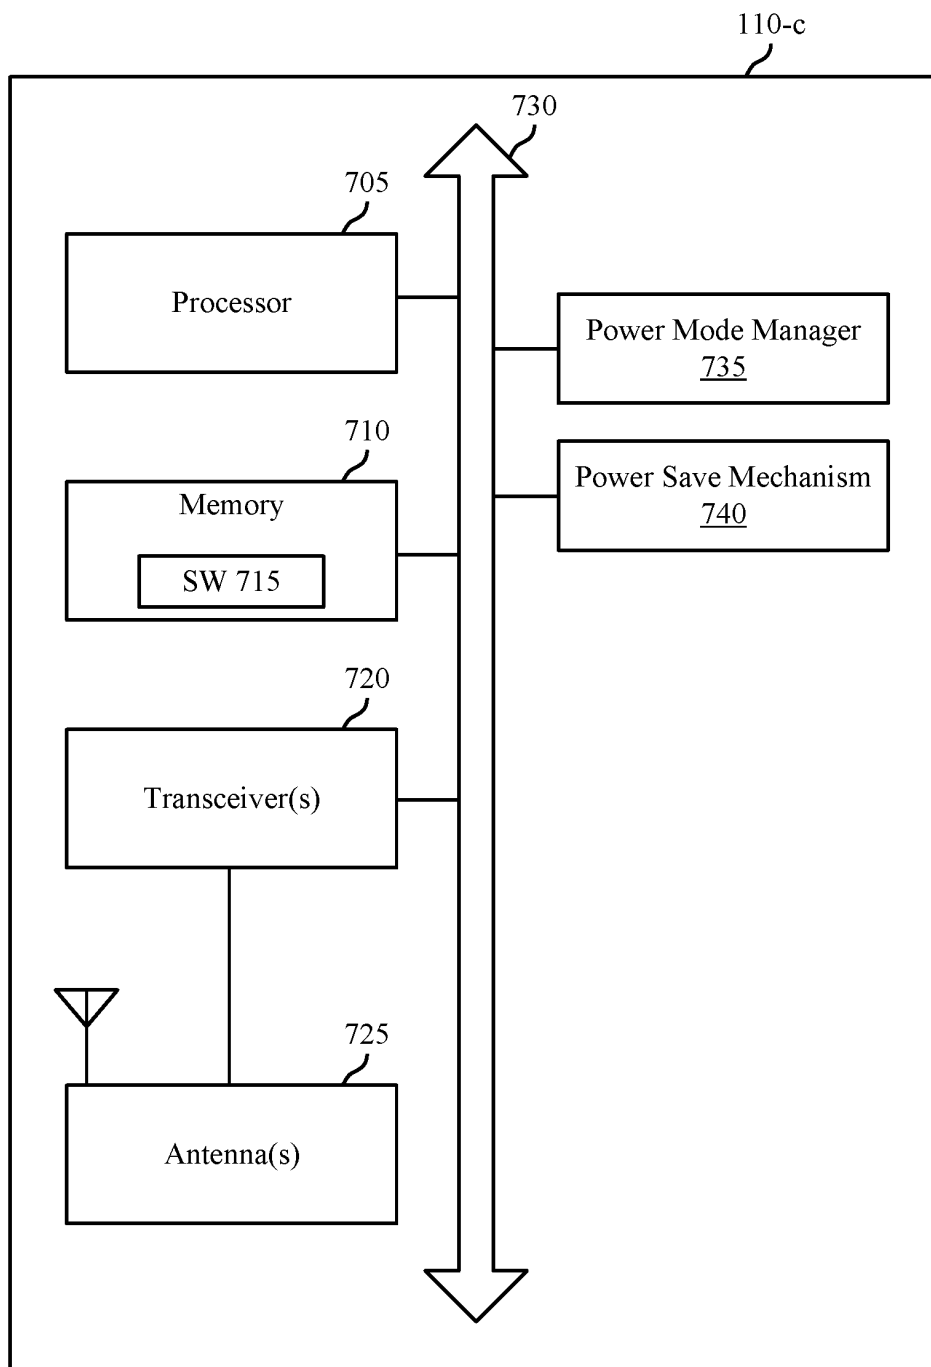 110-c
730
705
Processor
Power Mode Manager
735
710
Memory
SW 715
Power Save Mechanism
740
720
Transceiver(s)
725
Antenna(s)